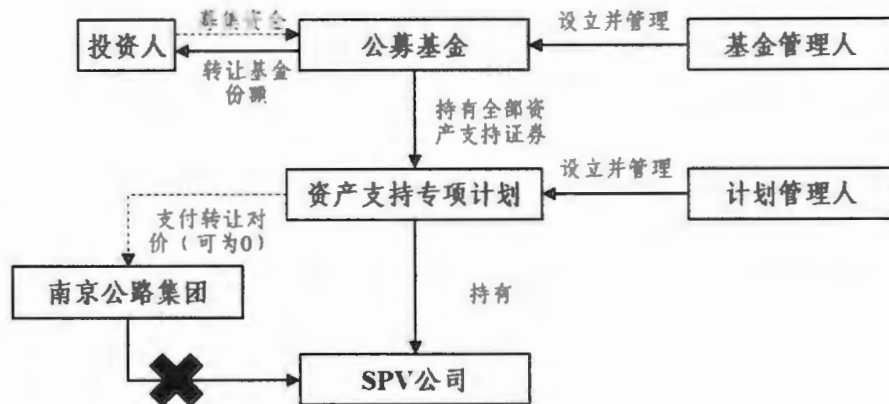 募集资金
投资人
公募基金
设立并管理
基金管理人
转让基金
份额
持有全部资
产支持证券
资产支持专项计划
设立并管理
计划管理人
支付转让对
价（可为0）
南京公路集团
持有
SPV公司